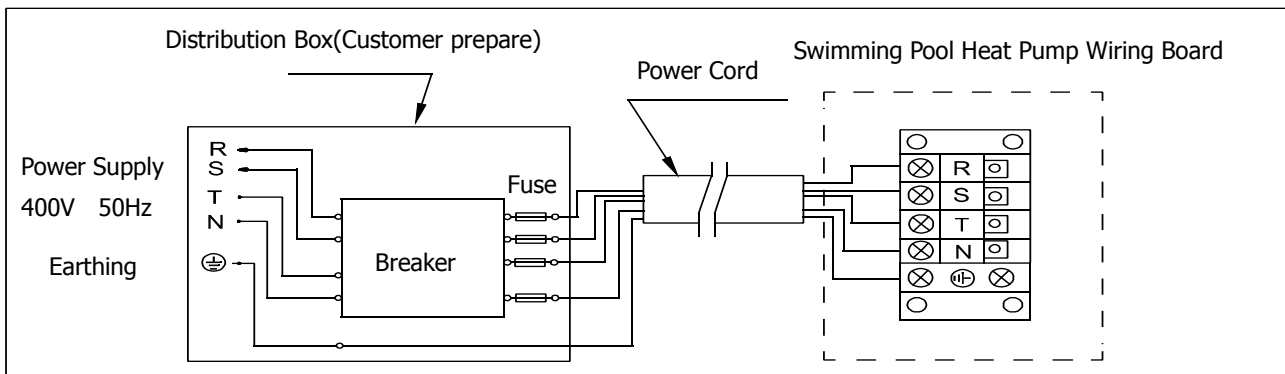 Distribution Box(Customer prepare)
Power Cord
Swimming Pool Heat Pump Wiring Board
Power Supply
400V 50Hz
Earthing
R
S
T
N
Breaker
Fuse
R
S
T
N